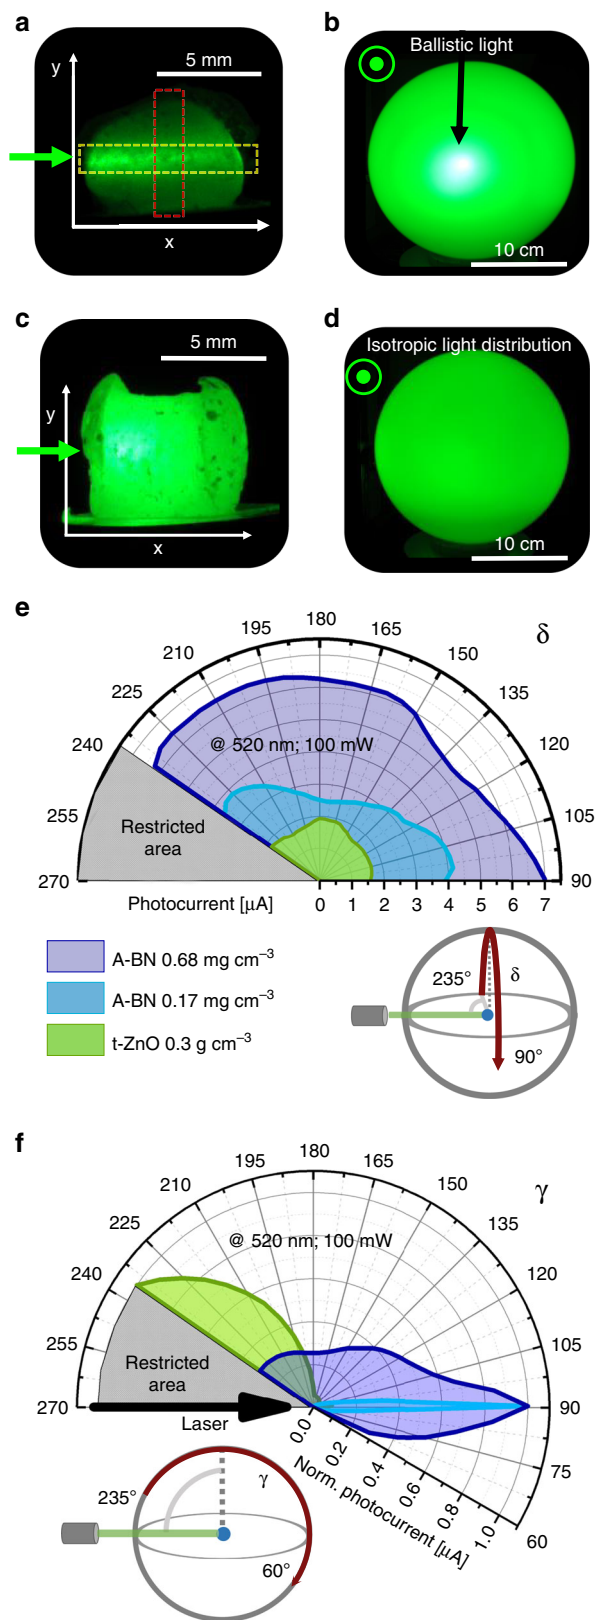 a
y
5 mm
x
b
Ballistic light
10 cm
c
5 mm
y
x
d
Isotropic light distribution
10 cm
e
δ
180
195
165
210
150
225
135
240
120
255
105
270
90
@ 520 nm; 100 mW
Restricted
area
Photocurrent [μA]
0 1 2 3 4 5 6 7
A-BN 0.68 mg cm⁻³
A-BN 0.17 mg cm⁻³
t-ZnO 0.3 g cm⁻³
235°
δ
90°
f
γ
180
195
165
210
150
225
135
240
120
255
105
270
90
75
60
@ 520 nm; 100 mW
Restricted
area
Laser
0.0 0.2 0.4 0.6 0.8 1.0
Norm. photocurrent [μA]
235°
γ
60°